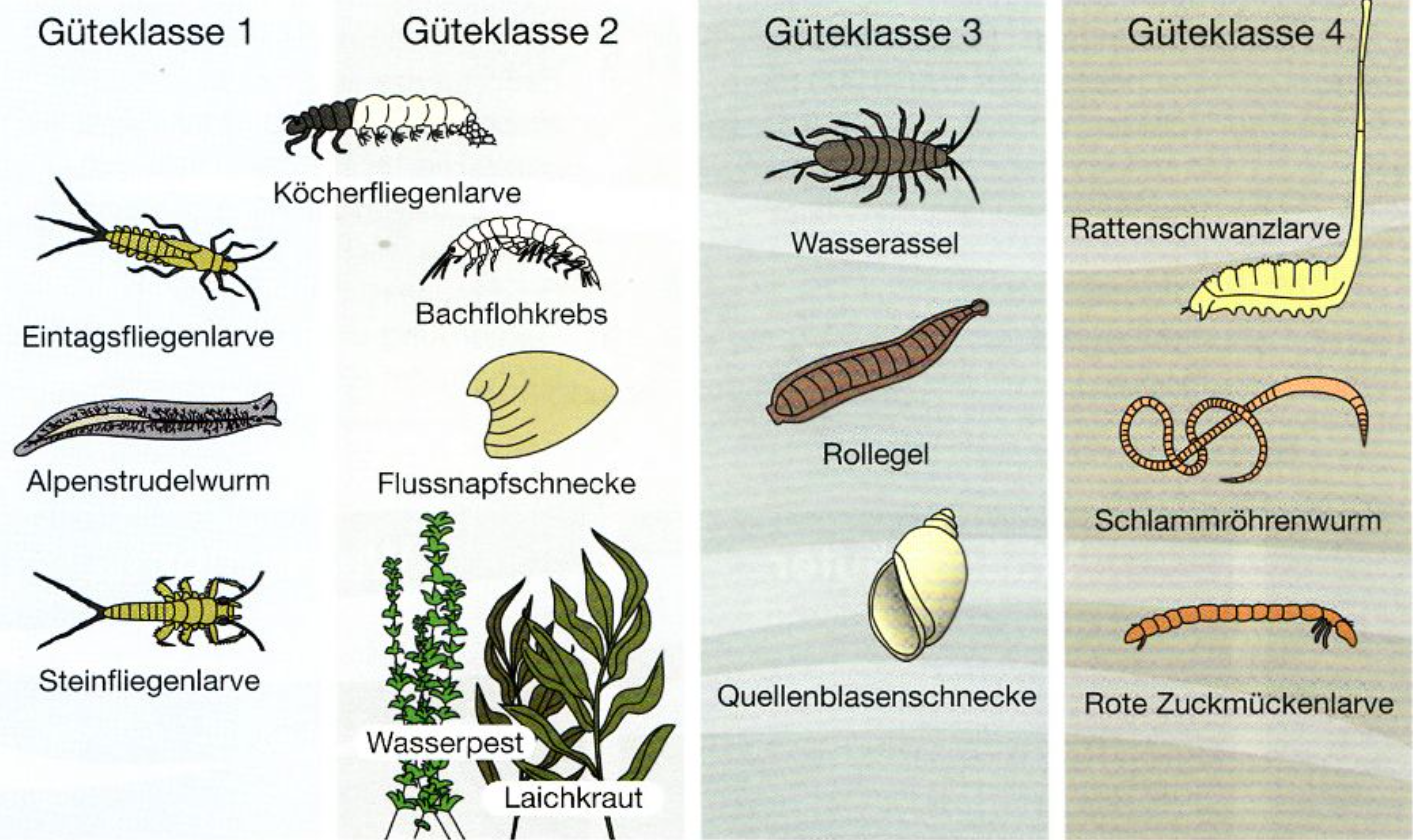 Güteklasse 1
Güteklasse 2
Güteklasse 3
Güteklasse 4
Köcherfliegenlarve
Eintagsfliegenlarve
Alpenstrudelwurm
Steinfliegenlarve
Bachflohkrebs
Flussnapfschnecke
Wasserpest
Laichkraut
Wasserassel
Rollegel
Quellenblasenschnecke
Rattenschwanzlarve
Schlammröhrenwurm
Rote Zuckmückenlarve